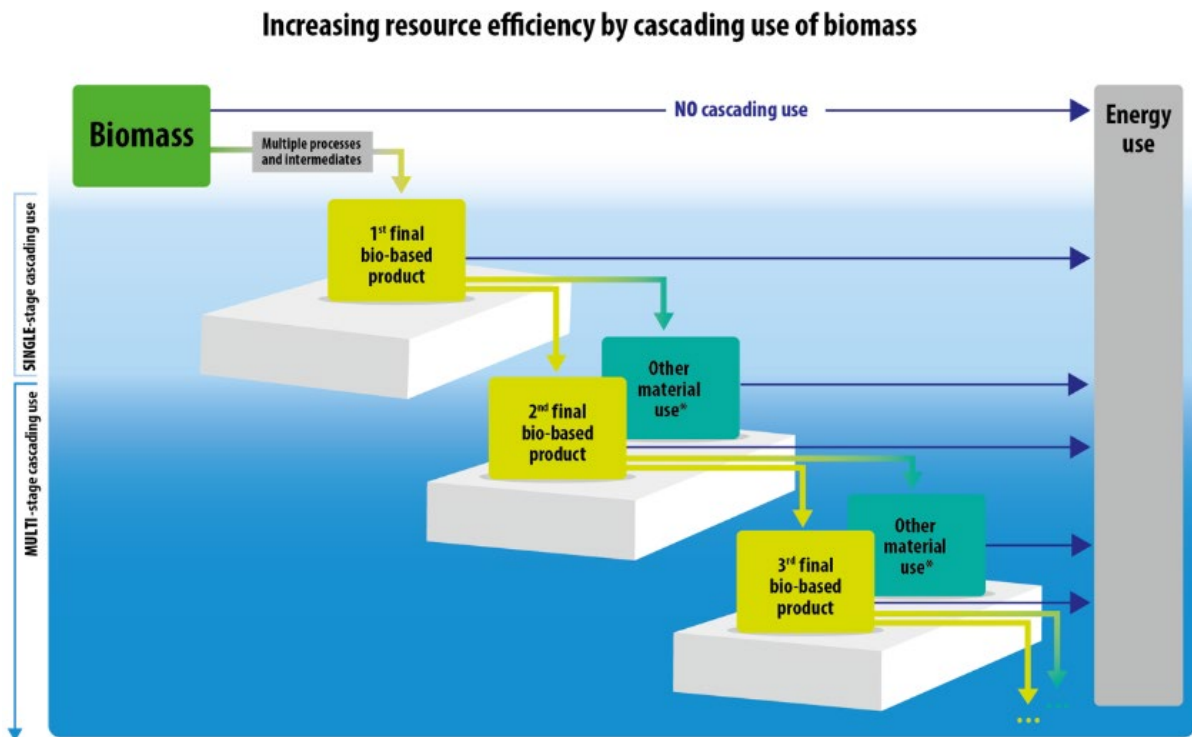 Increasing resource efficiency by cascading use of biomass
Biomass
NO cascading use
Energy
use
Multiple processes
and intermediates
SINGLE-stage cascading use
1st final
bio-based
product
Other
material
use*
MULTI-stage cascading use
2nd final
bio-based
product
Other
material
use*
3rd final
bio-based
product
...
...